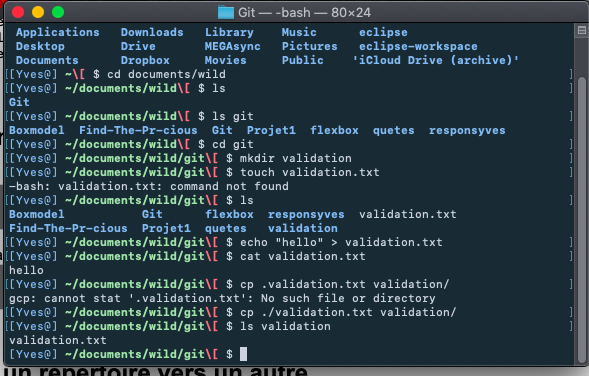 Git — -bash — 80×24
Applications Downloads Library Music eclipse
Desktop Drive MEGAsync Pictures eclipse-workspace
Documents Dropbox Movies Public 'iCloud Drive (archive)'
[[Yves@] ~\[ $ cd documents/wild ]
[[Yves@] ~/documents/wild\[ $ ls ]
Git
[[Yves@] ~/documents/wild\[ $ ls git ]
Boxmodel Find-The-Pr-cious Git Projet1 flexbox quetes responsyves
[[Yves@] ~/documents/wild\[ $ cd git ]
[[Yves@] ~/documents/wild/git\[ $ mkdir validation ]
[[Yves@] ~/documents/wild/git\[ $ touch validation.txt ]
-bash: validation.txt: command not found
[[Yves@] ~/documents/wild/git\[ $ ls ]
Boxmodel Git flexbox responsyves validation.txt
Find-The-Pr-cious Projet1 quetes validation
[[Yves@] ~/documents/wild/git\[ $ echo "hello" > validation.txt ]
[[Yves@] ~/documents/wild/git\[ $ cat validation.txt ]
hello
[[Yves@] ~/documents/wild/git\[ $ cp .validation.txt validation/ ]
gcp: cannot stat '.validation.txt': No such file or directory
[[Yves@] ~/documents/wild/git\[ $ cp ./validation.txt validation/ ]
[[Yves@] ~/documents/wild/git\[ $ ls validation ]
validation.txt
[Yves@] ~/documents/wild/git\[ $
un répertoire vers un autre